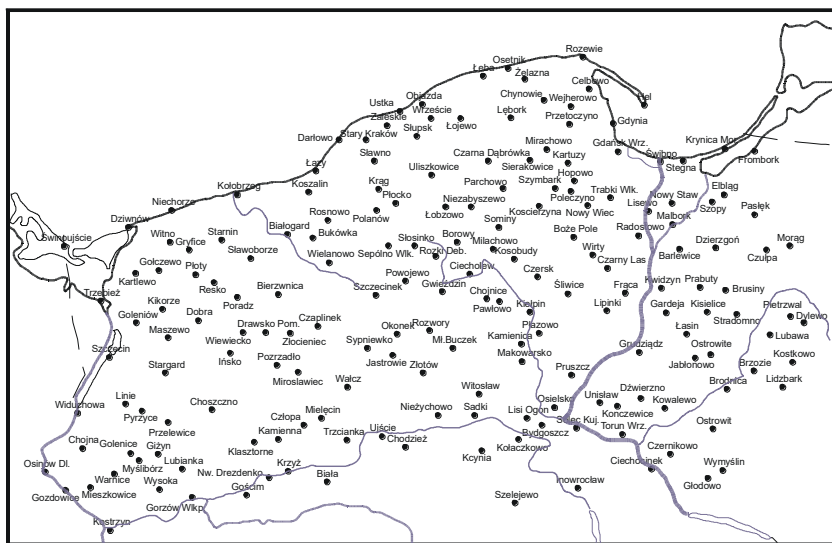 Rozewie
Osetnik
Łeba
Żelazna
Celbowo
Hel
Objazda
Ustka
Chynowie
Wejherowo
Zaleskie
Wrzeście
Lębork
Przetoczyno
Gdynia
Łojewo
Słupsk
Darłowo
Stary Kraków
Mirachowo
Gdańsk Wrz.
Krynica Mor.
Czarna Dąbrówka
Kartuzy
Świbno
Sierakowice
Stegna
Frombork
Sławno
Łazy
Uliszkowice
Hopowo
Koszalin
Krąg
Parchowo
Szymbark
Kołobrzeg
Płocko
Poleczyno
Trąbki Wlk.
Nowy Staw
Elbląg
Niezabyszewo
Kościerzyna
Nowy Wiec
Lisewo
Szopy
Niechorze
Polanów
Łobzowo
Malbork
Pasłęk
Dziwnów
Rosnowo
Sominy
Białogard
Bukówka
Boże Pole
Radostowo
Świnoujście
Witno
Starnin
Słosinko
Borowy
Gryfice
Sępólno Wlk.
Milachowo
Wirty
Barlewice
Dzierzgoń
Morąg
Rozki Deb.
Kosobudy
Czułpa
Sławoborze
Wielanowo
Golczewo
Ciecholew
Czarny Las
Kartlewo
Płoty
Powojewo
Czersk
Resko
Bierzwnica
Szczecinek
Gwieździn
Śliwice
Frąca
Kwidzyn
Prabuty
Brusiny
Trzebież
Poradz
Chojnice
Pawłowo
Kiełpin
Lipinki
Gardeja
Kisielice
Pietrzwał
Kikorze
Stradomno
Dylewo
Goleniów
Dobra
Czaplinek
Maszewo
Wiewiecko
Drawsko Pom.
Okonek
Rozwory
Płazowo
Łasin
Lubawa
Złocieniec
Sypniewko
Mł.Buczek
Kamienica
Szczecin
Ińsko
Jastrowie
Makowarsko
Grudziądz
Ostrowite
Pozrzadło
Jabłonowo
Kostkowo
Stargard
Mirosławiec
Złotów
Pruszcz
Brzozie
Wałcz
Lidzbark
Witosław
Dźwierzno
Brodnica
Linie
Osielsko
Unisław
Widuchowa
Choszczno
Mielęcin
Nieżychowo
Sadki
Lisi Ogon
Konczewice
Kowalewo
Pyrzyce
Człopa
Solec Kuj.
Przelewice
Ujście
Toruń Wrz.
Ostrowit
Kamienna
Bydgoszcz
Chojna
Trzcianka
Chodzież
Golenice
Giżyn
Klasztorne
Kołaczkowo
Kcynia
Czernikowo
Osinów Dl.
Myślibórz
Lubianka
Krzyż
Ciechocinek
Wymyślin
Nw. Drezdenko
Warnice
Wysoka
Biała
Głodowo
Gozdowice
Mieszkowice
Gościm
Inowrocław
Gorzów Wlkp
Szelejewo
Kostrzyn